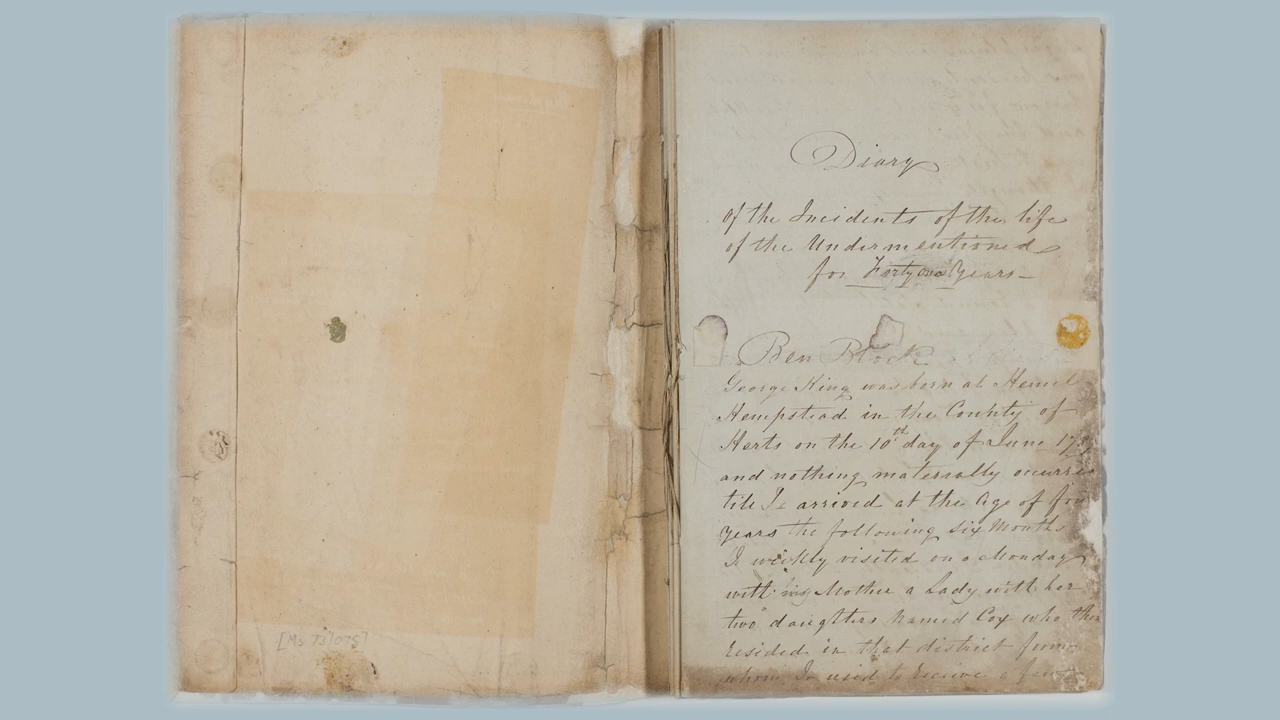 [Ms 73/075]
Diary
of the Incidents of the life
of the Undermentioned
for Forty one Years—
Ben Block
George King was born at Hemel
Hempstead in the County of
Herts on the 10th day of June 17
and nothing materially occurred
till I arrived at the Age of
years the following six Months
I weekly visited on a Monday
with my Mother a Lady with her
two daughters named Cox who then
resided in that district from
whom I used to receive a